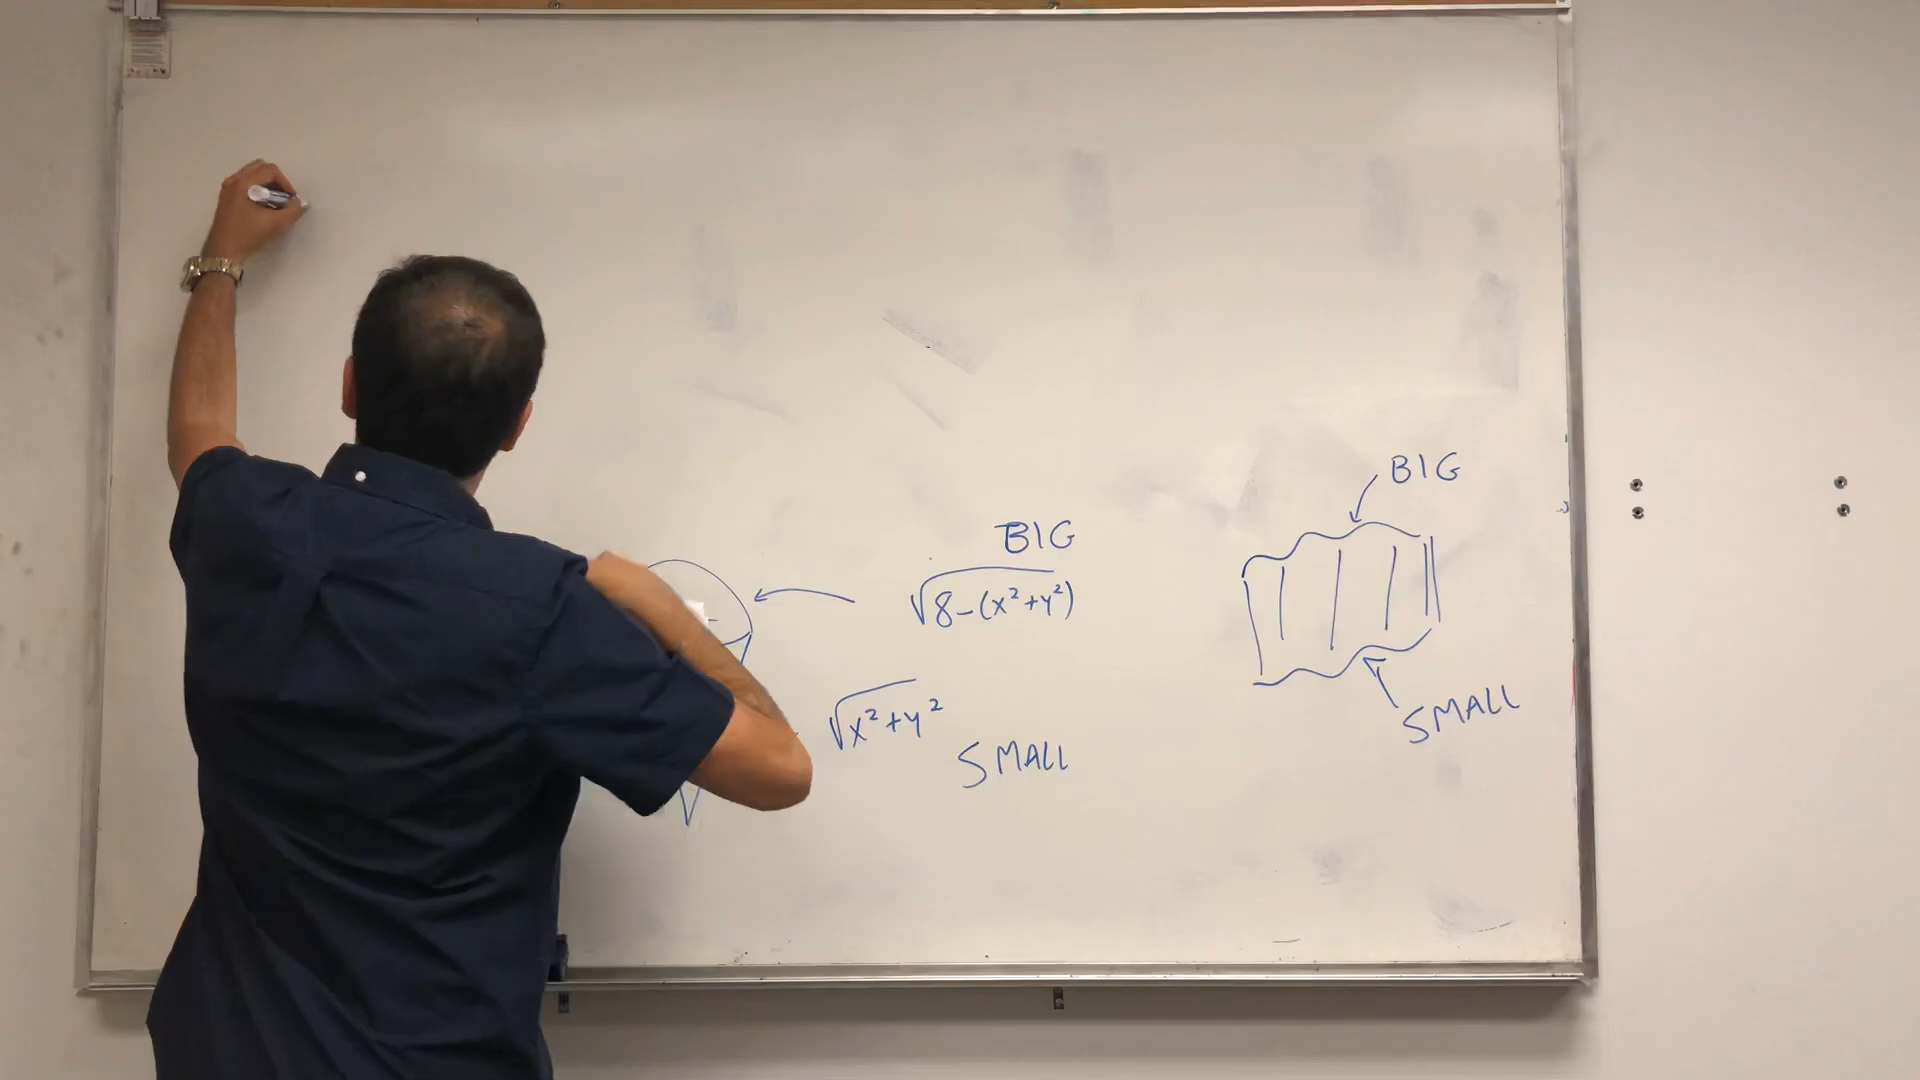 BIG
√8-(x²+y²)
√x²+y²
SMALL
BIG
SMALL